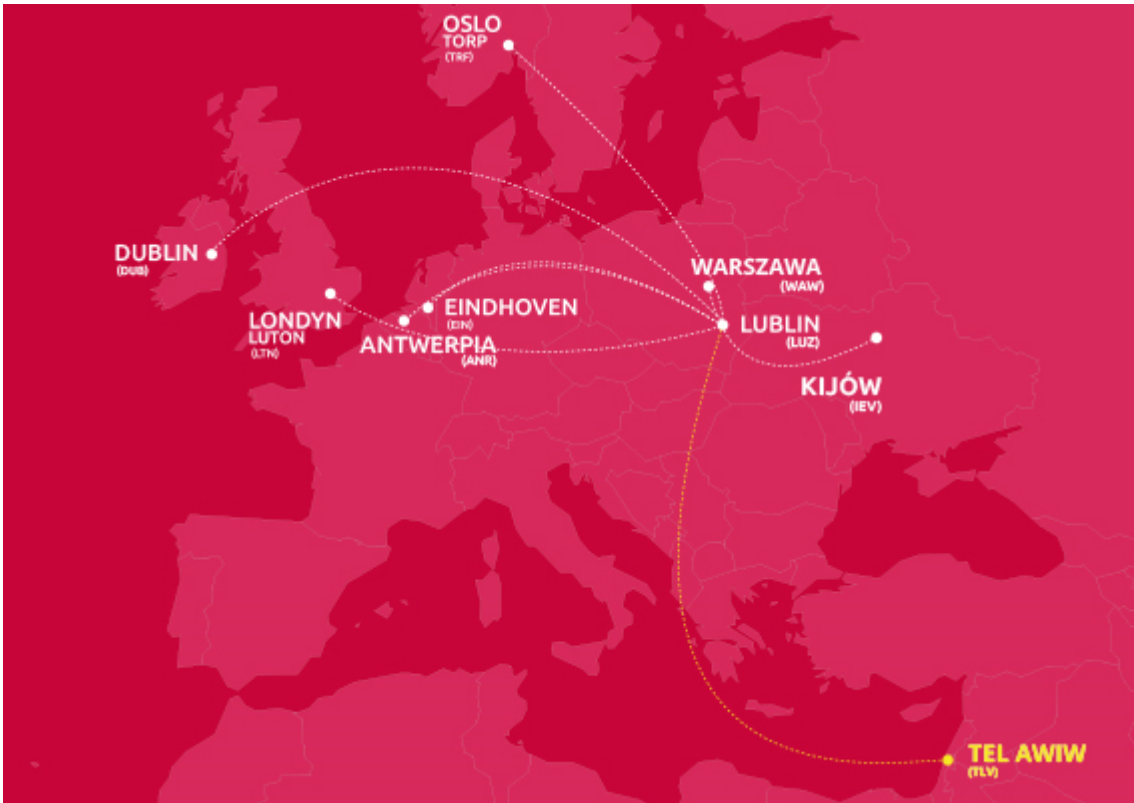 OSLO
TORP
(TRF)
DUBLIN
(DUB)
WARSZAWA
(WAW)
EINDHOVEN
(EIN)
LONDYN
LUTON
(LTN)
LUBLIN
(LUZ)
ANTWERPIA
(ANR)
KIJÓW
(IEV)
TEL AWIW
(TLV)